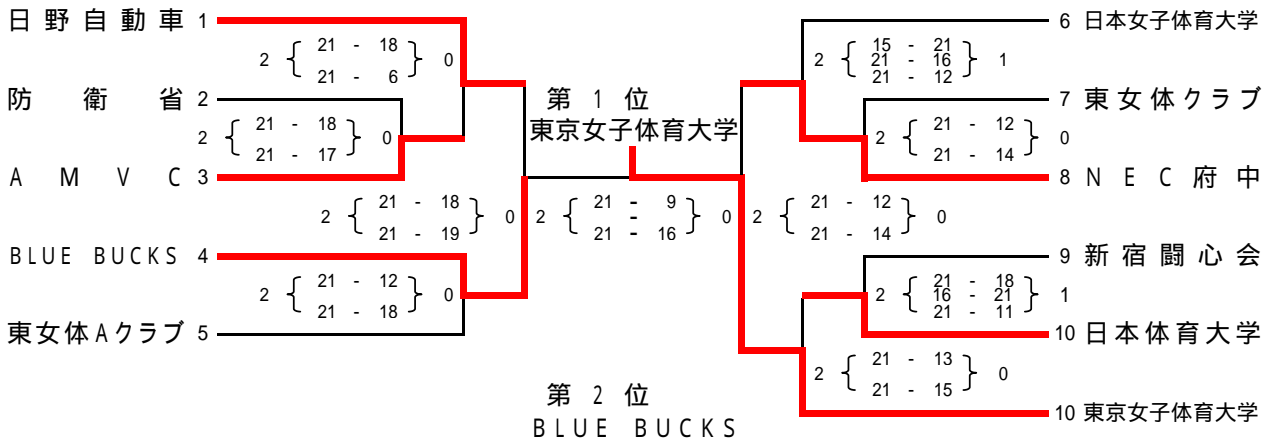 日野自動車 1
2 { 21 - 18 } 0
21 - 6
防衛省 2
2 { 21 - 18 } 0
21 - 17
AMVC 3
2 { 21 - 18 } 0
21 - 19
BLUE BUCKS 4
2 { 21 - 12 } 0
21 - 18
東女体Aクラブ 5
第1位
東京女子体育大学
2 { 21 - 9 } 0
-
21 - 16
第2位
BLUE BUCKS
6 日本女子体育大学
2 { 15 - 21 } 1
21 - 16
21 - 12
7 東女体クラブ
2 { 21 - 12 } 0
21 - 14
8 NEC府中
2 { 21 - 12 } 0
21 - 14
9 新宿闘心会
2 { 21 - 18 } 1
16 - 21
21 - 11
10 日本体育大学
2 { 21 - 13 } 0
21 - 15
10 東京女子体育大学